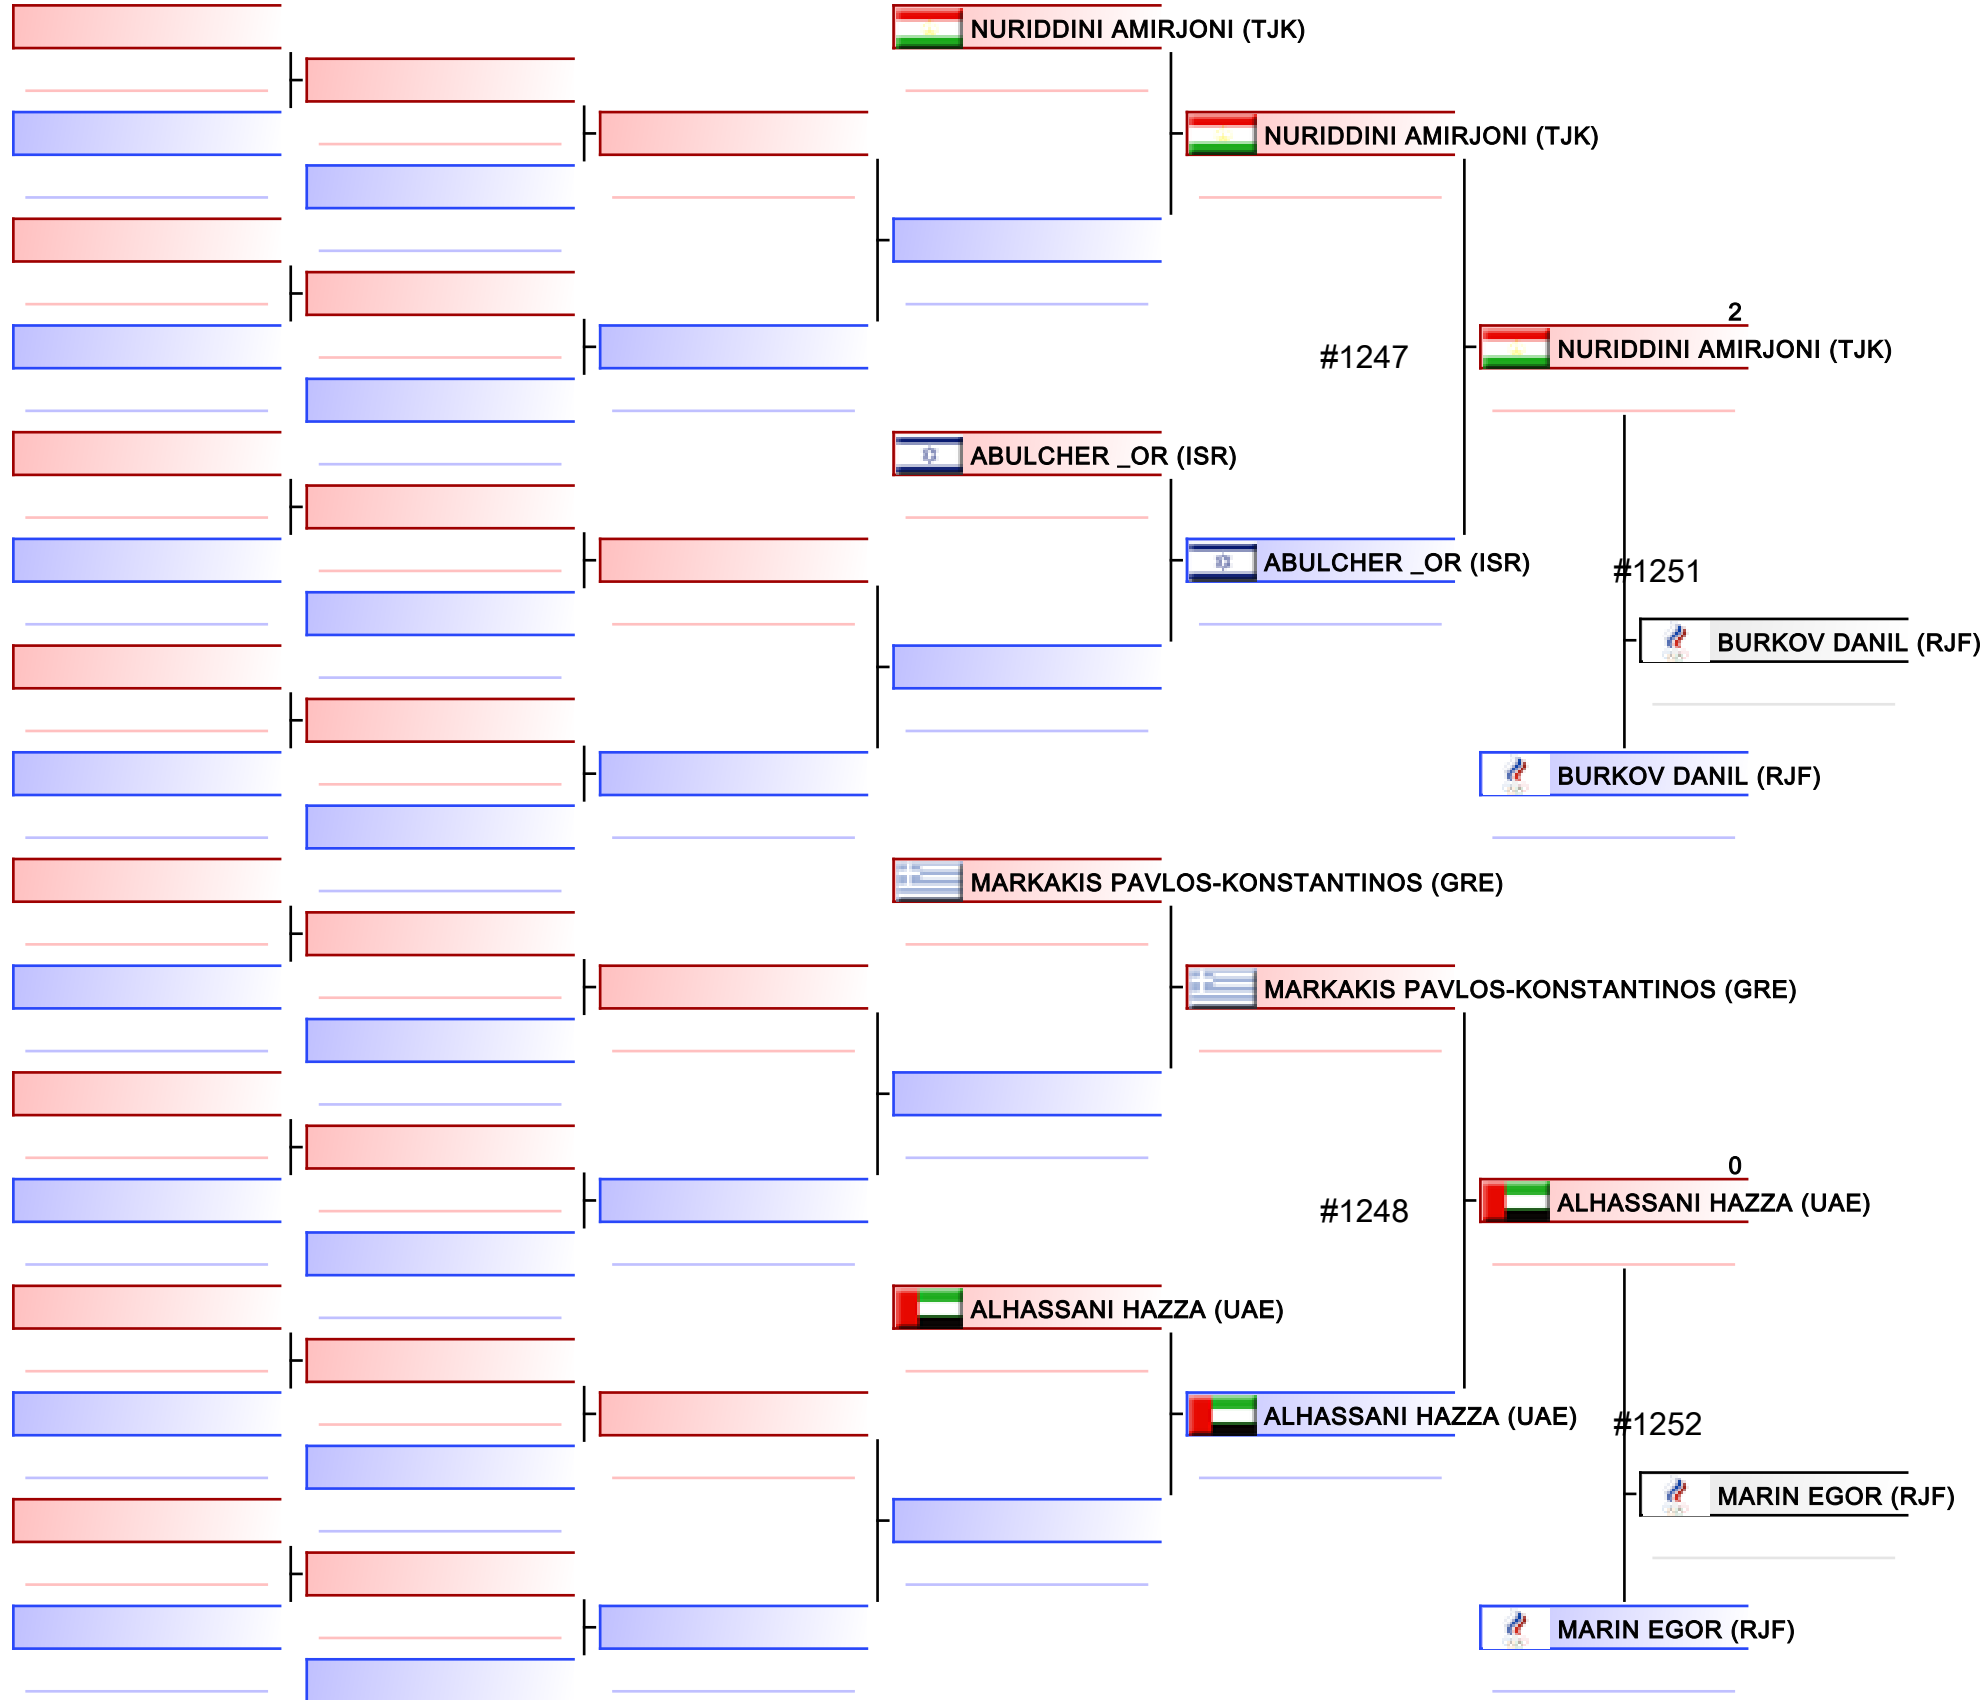 NURIDDINI AMIRJONI (TJK)
NURIDDINI AMIRJONI (TJK)
2
NURIDDINI AMIRJONI (TJK)
#1247
ABULCHER _OR (ISR)
ABULCHER _OR (ISR)
#1251
BURKOV DANIL (RJF)
BURKOV DANIL (RJF)
MARKAKIS PAVLOS-KONSTANTINOS (GRE)
MARKAKIS PAVLOS-KONSTANTINOS (GRE)
0
ALHASSANI HAZZA (UAE)
#1248
ALHASSANI HAZZA (UAE)
ALHASSANI HAZZA (UAE)
#1252
MARIN EGOR (RJF)
MARIN EGOR (RJF)